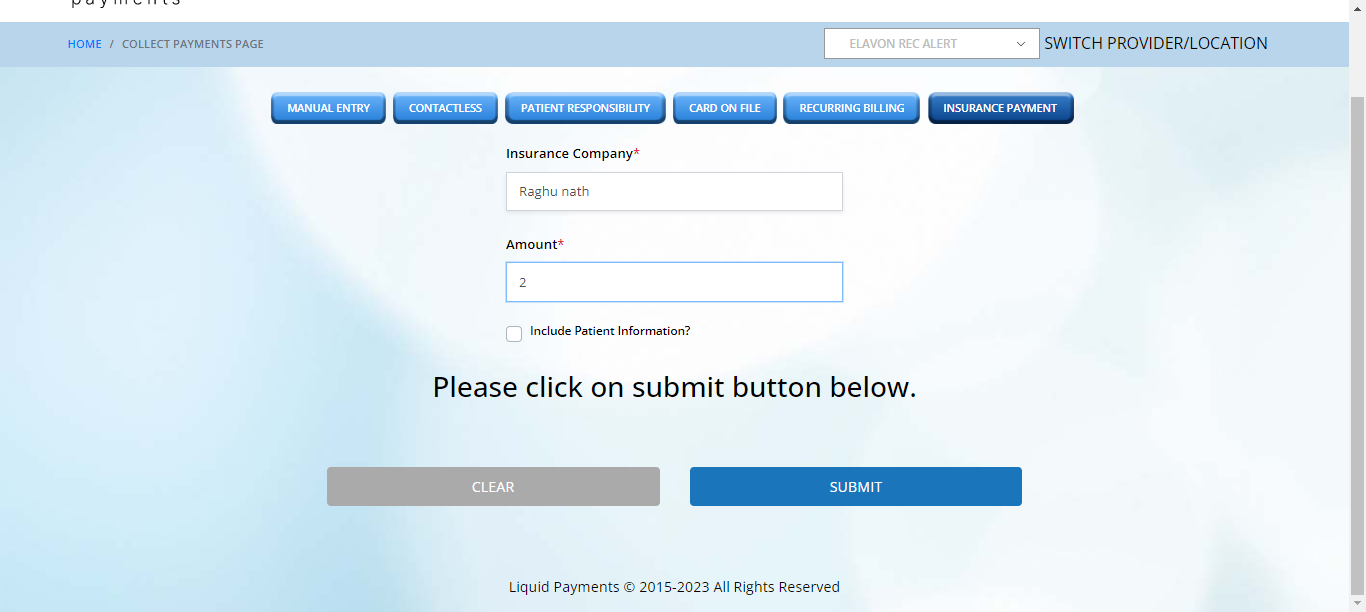 payments
HOME / COLLECT PAYMENTS PAGE
ELAVON REC ALERT SWITCH PROVIDER/LOCATION
MANUAL ENTRY CONTACTLESS PATIENT RESPONSIBILITY CARD ON FILE RECURRING BILLING INSURANCE PAYMENT
Insurance Company*
Raghu nath
Amount*
2
Include Patient Information?
Please click on submit button below.
CLEAR SUBMIT
Liquid Payments © 2015-2023 All Rights Reserved